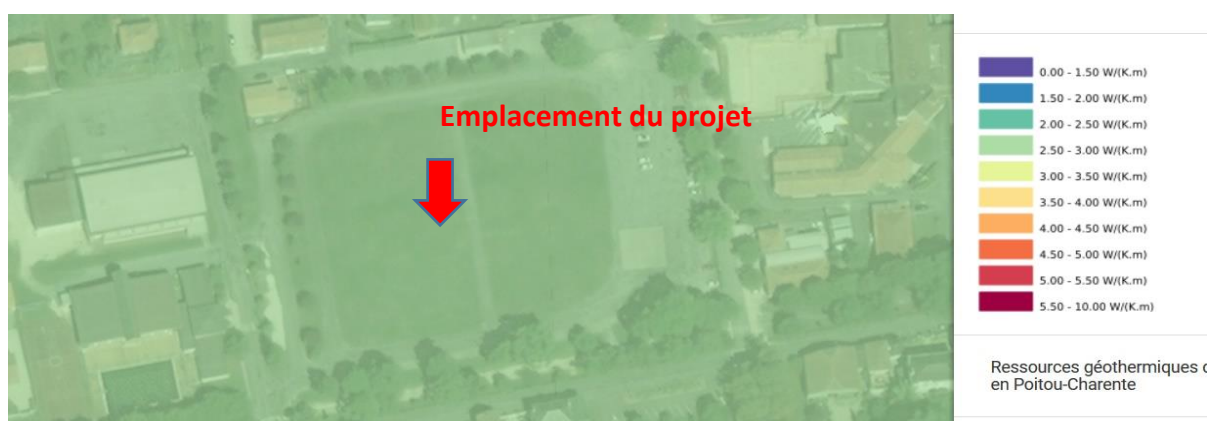 Emplacement du projet
0.00 - 1.50 W/(K.m)
1.50 - 2.00 W/(K.m)
2.00 - 2.50 W/(K.m)
2.50 - 3.00 W/(K.m)
3.00 - 3.50 W/(K.m)
3.50 - 4.00 W/(K.m)
4.00 - 4.50 W/(K.m)
4.50 - 5.00 W/(K.m)
5.00 - 5.50 W/(K.m)
5.50 - 10.00 W/(K.m)
Ressources géothermiques
en Poitou-Charente